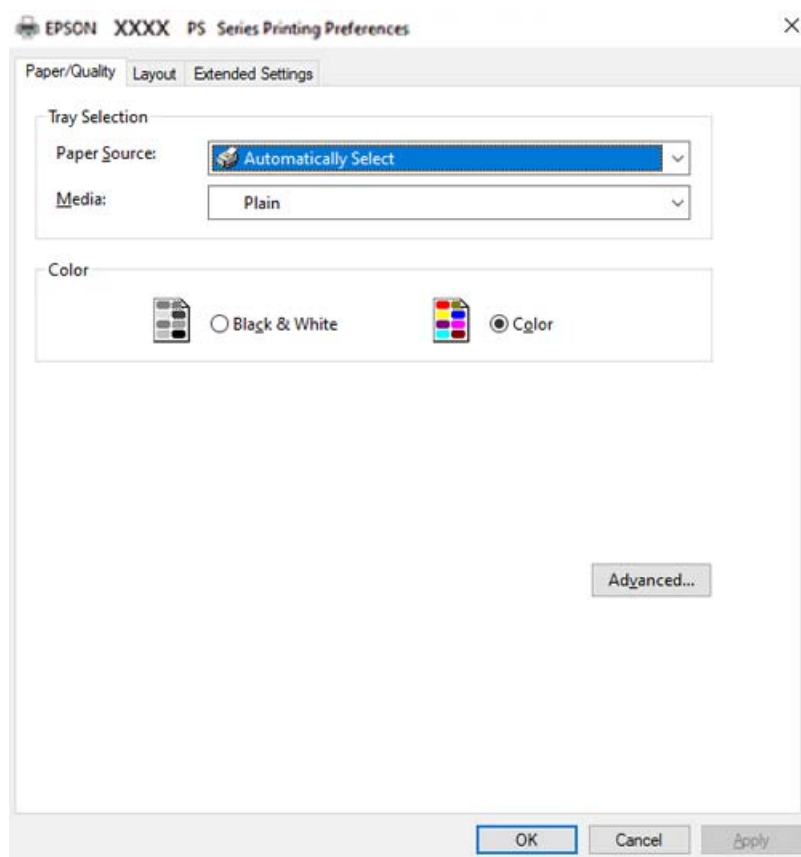 EPSON XXXX PS Series Printing Preferences
Paper/Quality Layout Extended Settings
Tray Selection
Paper Source: Automatically Select
Media: Plain
Color
Black & White Color
Advanced...
OK Cancel Apply